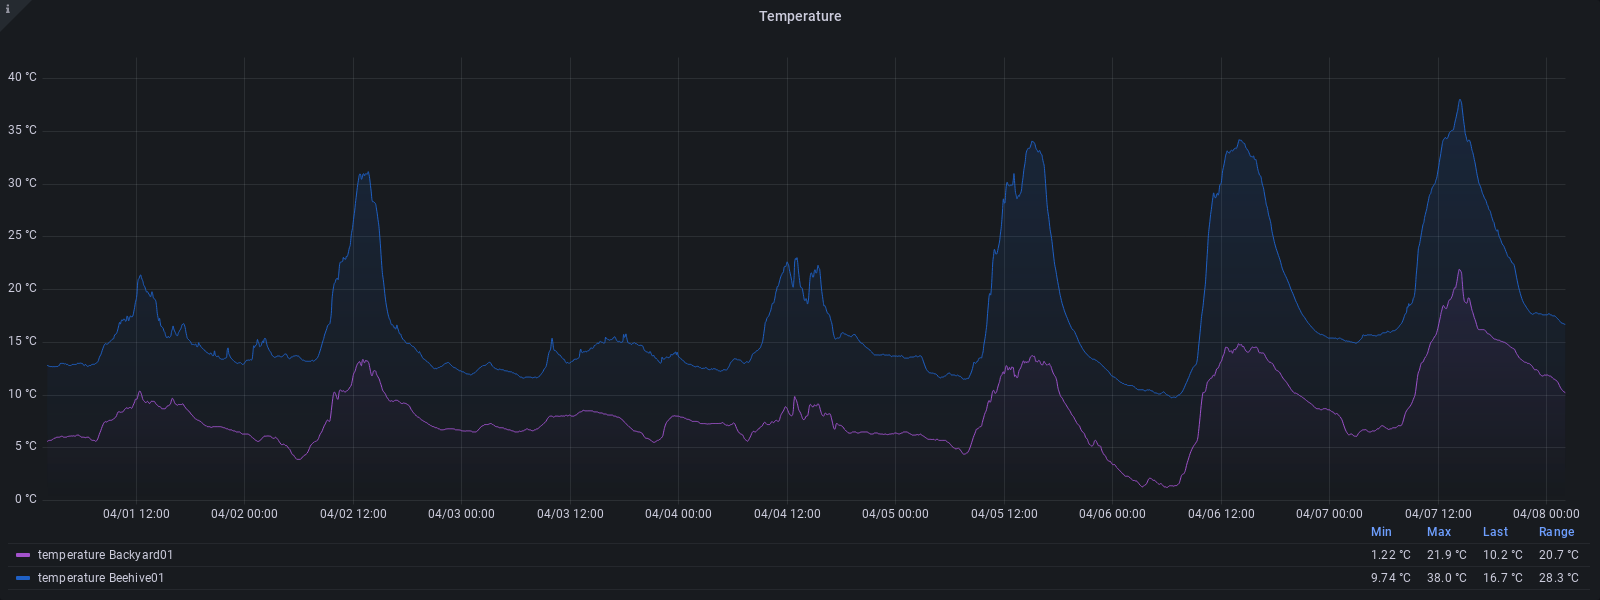 i
Temperature
40 °C
35 °C
30 °C
25 °C
20 °C
15 °C
10 °C
5 °C
0 °C
04/01 12:00 04/02 00:00 04/02 12:00 04/03 00:00 04/03 12:00 04/04 00:00 04/04 12:00 04/05 00:00 04/05 12:00 04/06 00:00 04/06 12:00 04/07 00:00 04/07 12:00 04/08 00:00
Min Max Last Range
temperature Backyard01 1.22 °C 21.9 °C 10.2 °C 20.7 °C
temperature Beehive01 9.74 °C 38.0 °C 16.7 °C 28.3 °C